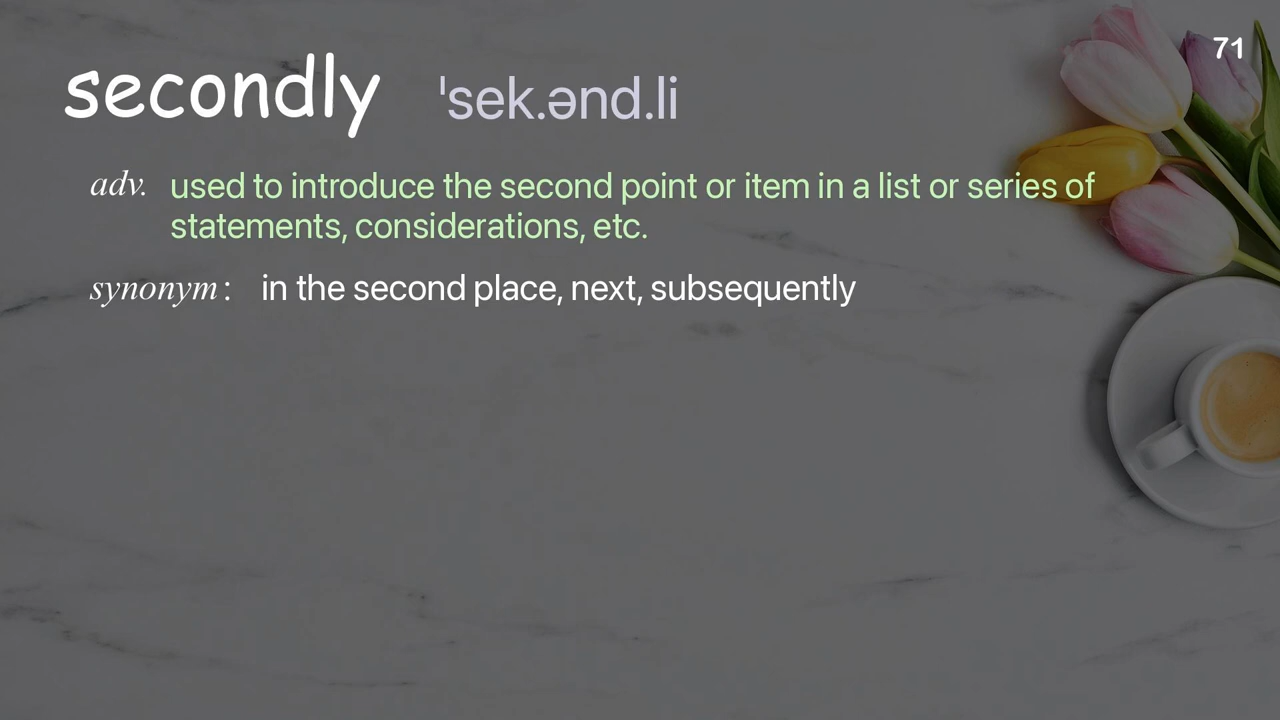 71
secondly ˈsek.ənd.li
adv. used to introduce the second point or item in a list or series of
statements, considerations, etc.
synonym : in the second place, next, subsequently